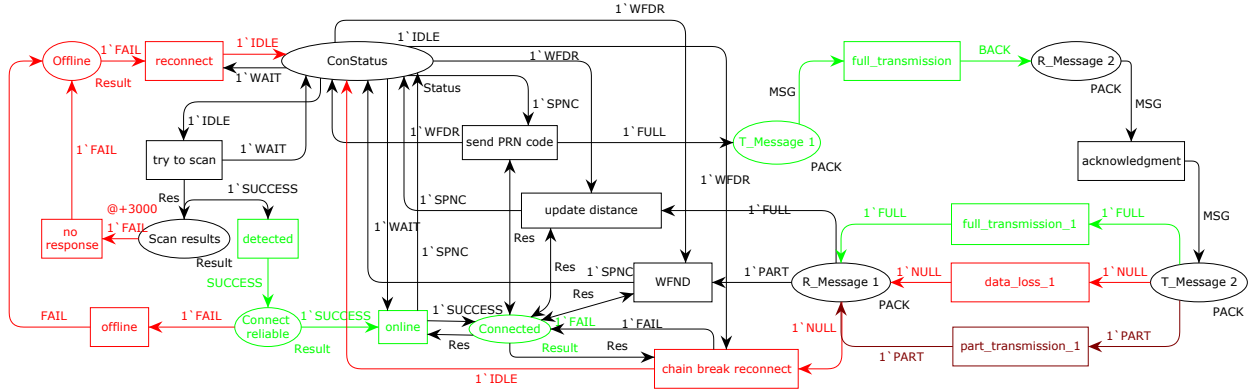 1`WFDR
1`FAIL
1`IDLE
1`IDLE
1`WFDR
BACK
Offline
reconnect
ConStatus
full_transmission
R_Message 2
Result
1`WAIT
Status
MSG
PACK
MSG
1`SPNC
1`IDLE
1`WFDR
1`FULL
send PRN code
T_Message 1
PACK
1`FAIL
try to scan
1`WAIT
acknowledgment
1`WFDR
Res
1`SUCCESS
@+3000
1`SPNC
update distance
1`FULL
1`FULL
full_transmission_1
1`FULL
MSG
1`FAIL
no
response
Scan results
detected
1`WAIT
Res
Result
1`SPNC
Res
1`SPNC
WFND
1`PART
R_Message 1
1`NULL
data_loss_1
1`NULL
T_Message 2
SUCCESS
Res
PACK
PACK
FAIL
offline
1`FAIL
Connect
reliable
1`SUCCESS
online
1`SUCCESS
Connected
1`FAIL
1`FAIL
1`NULL
Result
Res
Result
Res
1`PART
part_transmission_1
1`PART
1`IDLE
chain break reconnect